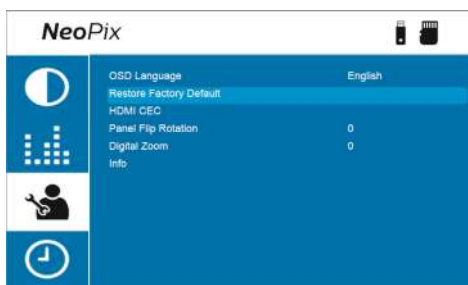 NeoPix
OSD Language English
Restore Factory Default
HDMI CEC
Panel Flip Rotation 0
Digital Zoom 0
Info